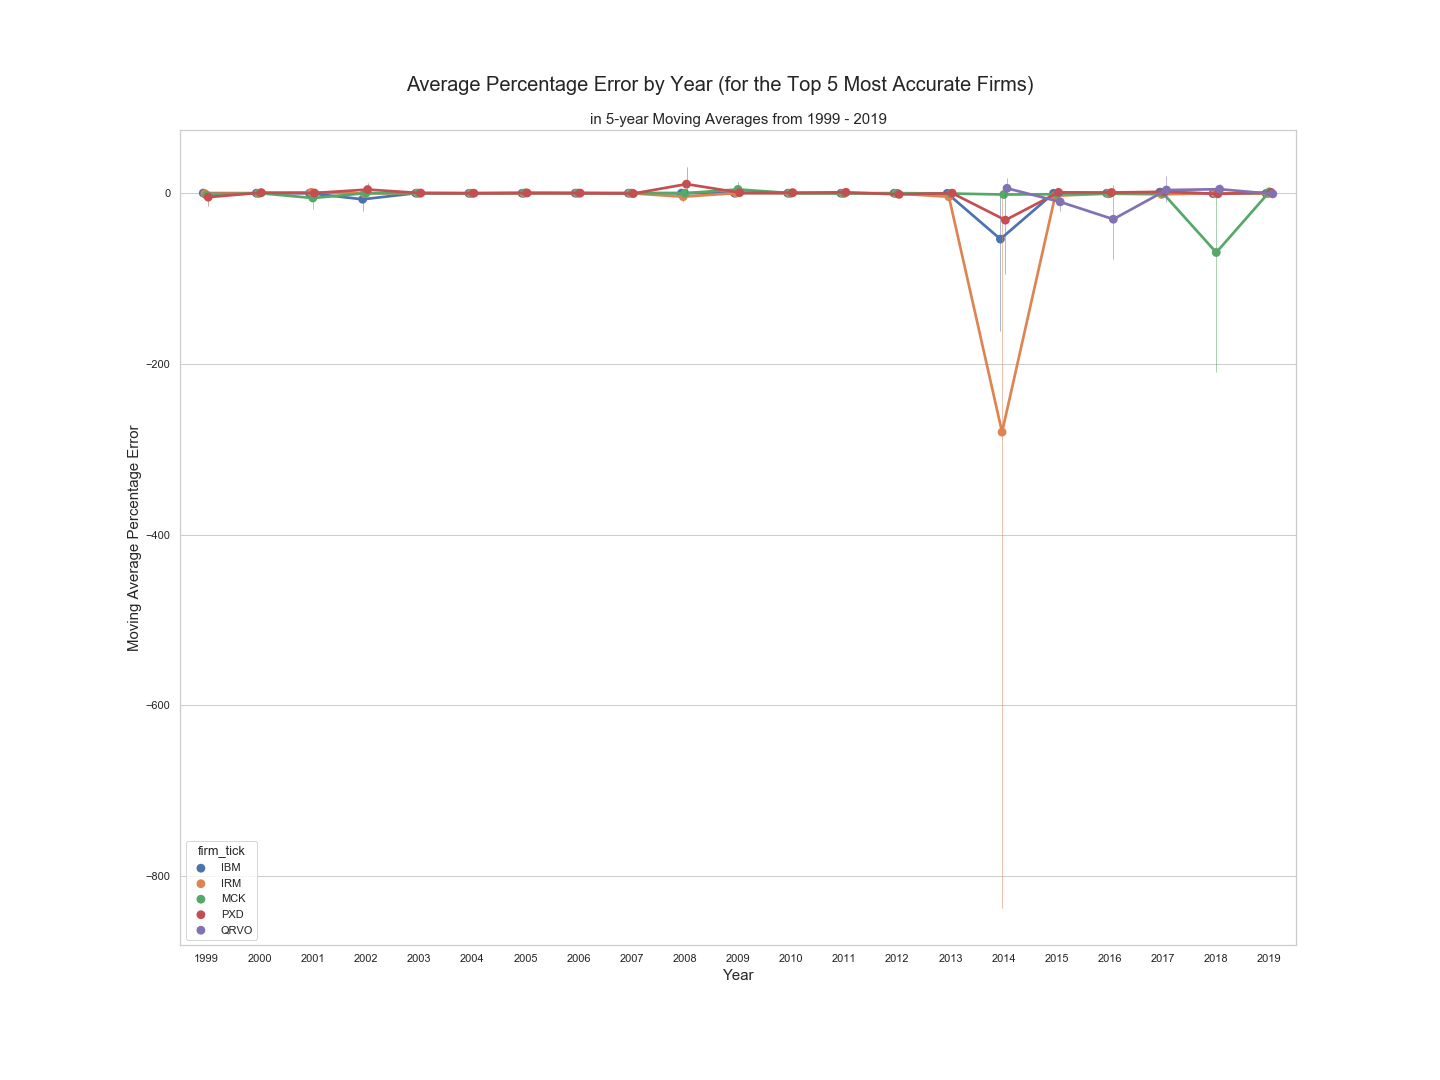 Average Percentage Error by Year (for the Top 5 Most Accurate Firms)
in 5-year Moving Averages from 1999 - 2019
Moving Average Percentage Error
0
−200
−400
−600
−800
firm_tick
IBM
IRM
MCK
PXD
QRVO
1999 2000 2001 2002 2003 2004 2005 2006 2007 2008 2009 2010 2011 2012 2013 2014 2015 2016 2017 2018 2019
Year